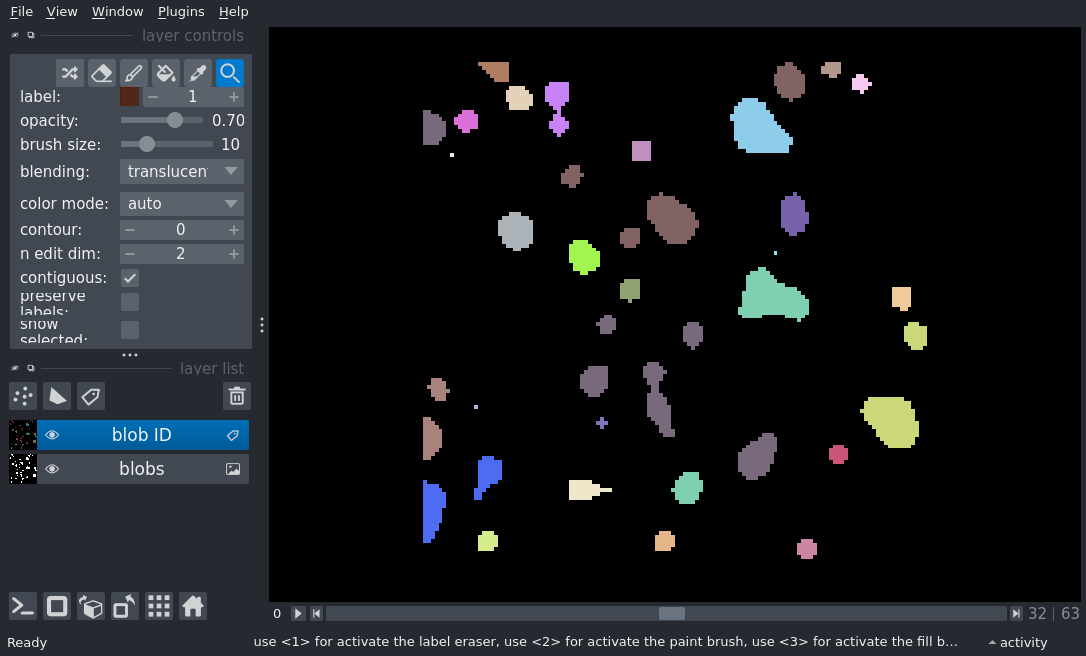 File View Window Plugins Help
layer controls
label: 1
opacity: 0.70
brush size: 10
blending: translucen
color mode: auto
contour: 0
n edit dim: 2
contiguous:
preserve
labels:
show
selected:
layer list
blob ID
blobs
0 32 | 63
Ready use <1> for activate the label eraser, use <2> for activate the paint brush, use <3> for activate the fill b... activity